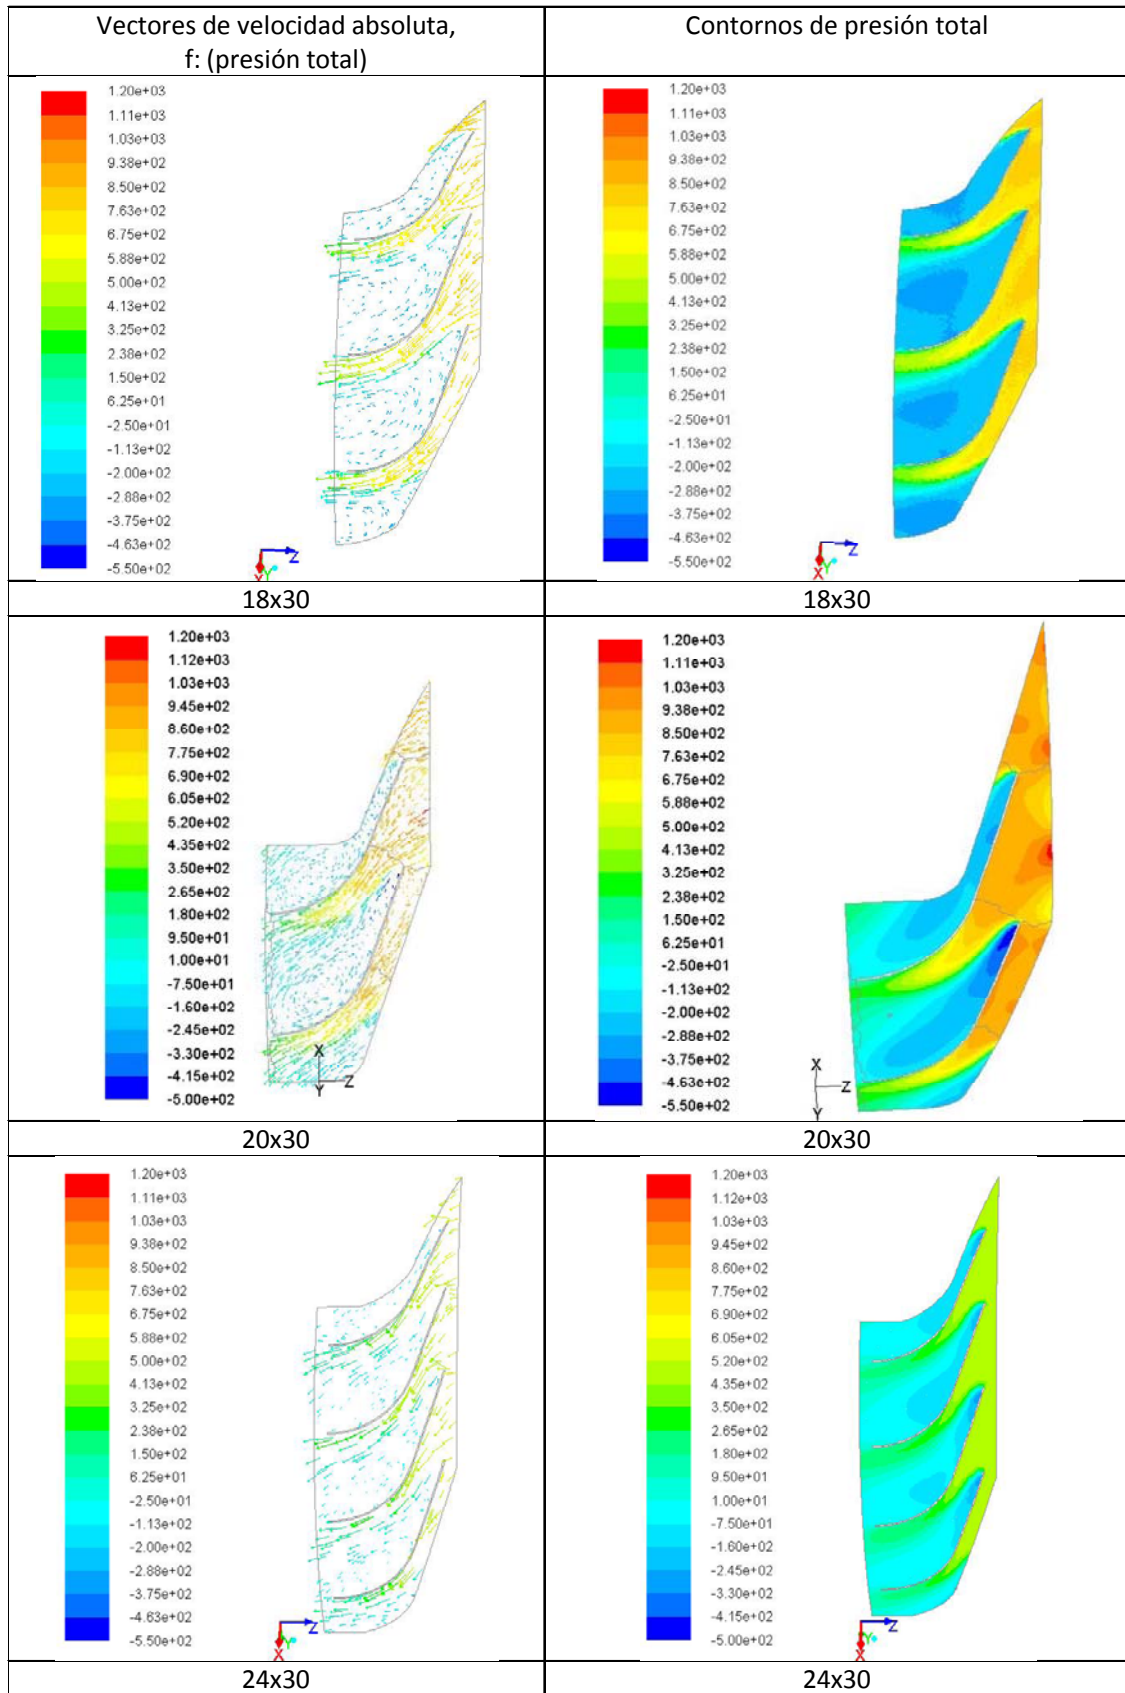 Vectores de velocidad absoluta,
f: (presión total)
Contornos de presión total
1.20e+03
1.11e+03
1.03e+03
9.38e+02
8.50e+02
7.63e+02
6.75e+02
5.88e+02
5.00e+02
4.13e+02
3.25e+02
2.38e+02
1.50e+02
6.25e+01
-2.50e+01
-1.13e+02
-2.00e+02
-2.88e+02
-3.75e+02
-4.63e+02
-5.50e+02
Z
Y
X
1.20e+03
1.11e+03
1.03e+03
9.38e+02
8.50e+02
7.63e+02
6.75e+02
5.88e+02
5.00e+02
4.13e+02
3.25e+02
2.38e+02
1.50e+02
6.25e+01
-2.50e+01
-1.13e+02
-2.00e+02
-2.88e+02
-3.75e+02
-4.63e+02
-5.50e+02
Z
Y
X
18x30
18x30
1.20e+03
1.12e+03
1.03e+03
9.45e+02
8.60e+02
7.75e+02
6.90e+02
6.05e+02
5.20e+02
4.35e+02
3.50e+02
2.65e+02
1.80e+02
9.50e+01
1.00e+01
-7.50e+01
-1.60e+02
-2.45e+02
-3.30e+02
-4.15e+02
-5.00e+02
X
Z
Y
1.20e+03
1.11e+03
1.03e+03
9.38e+02
8.50e+02
7.63e+02
6.75e+02
5.88e+02
5.00e+02
4.13e+02
3.25e+02
2.38e+02
1.50e+02
6.25e+01
-2.50e+01
-1.13e+02
-2.00e+02
-2.88e+02
-3.75e+02
-4.63e+02
-5.50e+02
X
Z
Y
20x30
20x30
1.20e+03
1.11e+03
1.03e+03
9.38e+02
8.50e+02
7.63e+02
6.75e+02
5.88e+02
5.00e+02
4.13e+02
3.25e+02
2.38e+02
1.50e+02
6.25e+01
-2.50e+01
-1.13e+02
-2.00e+02
-2.88e+02
-3.75e+02
-4.63e+02
-5.50e+02
Z
Y
X
1.20e+03
1.12e+03
1.03e+03
9.45e+02
8.60e+02
7.75e+02
6.90e+02
6.05e+02
5.20e+02
4.35e+02
3.50e+02
2.65e+02
1.80e+02
9.50e+01
1.00e+01
-7.50e+01
-1.60e+02
-2.45e+02
-3.30e+02
-4.15e+02
-5.00e+02
Z
Y
X
24x30
24x30